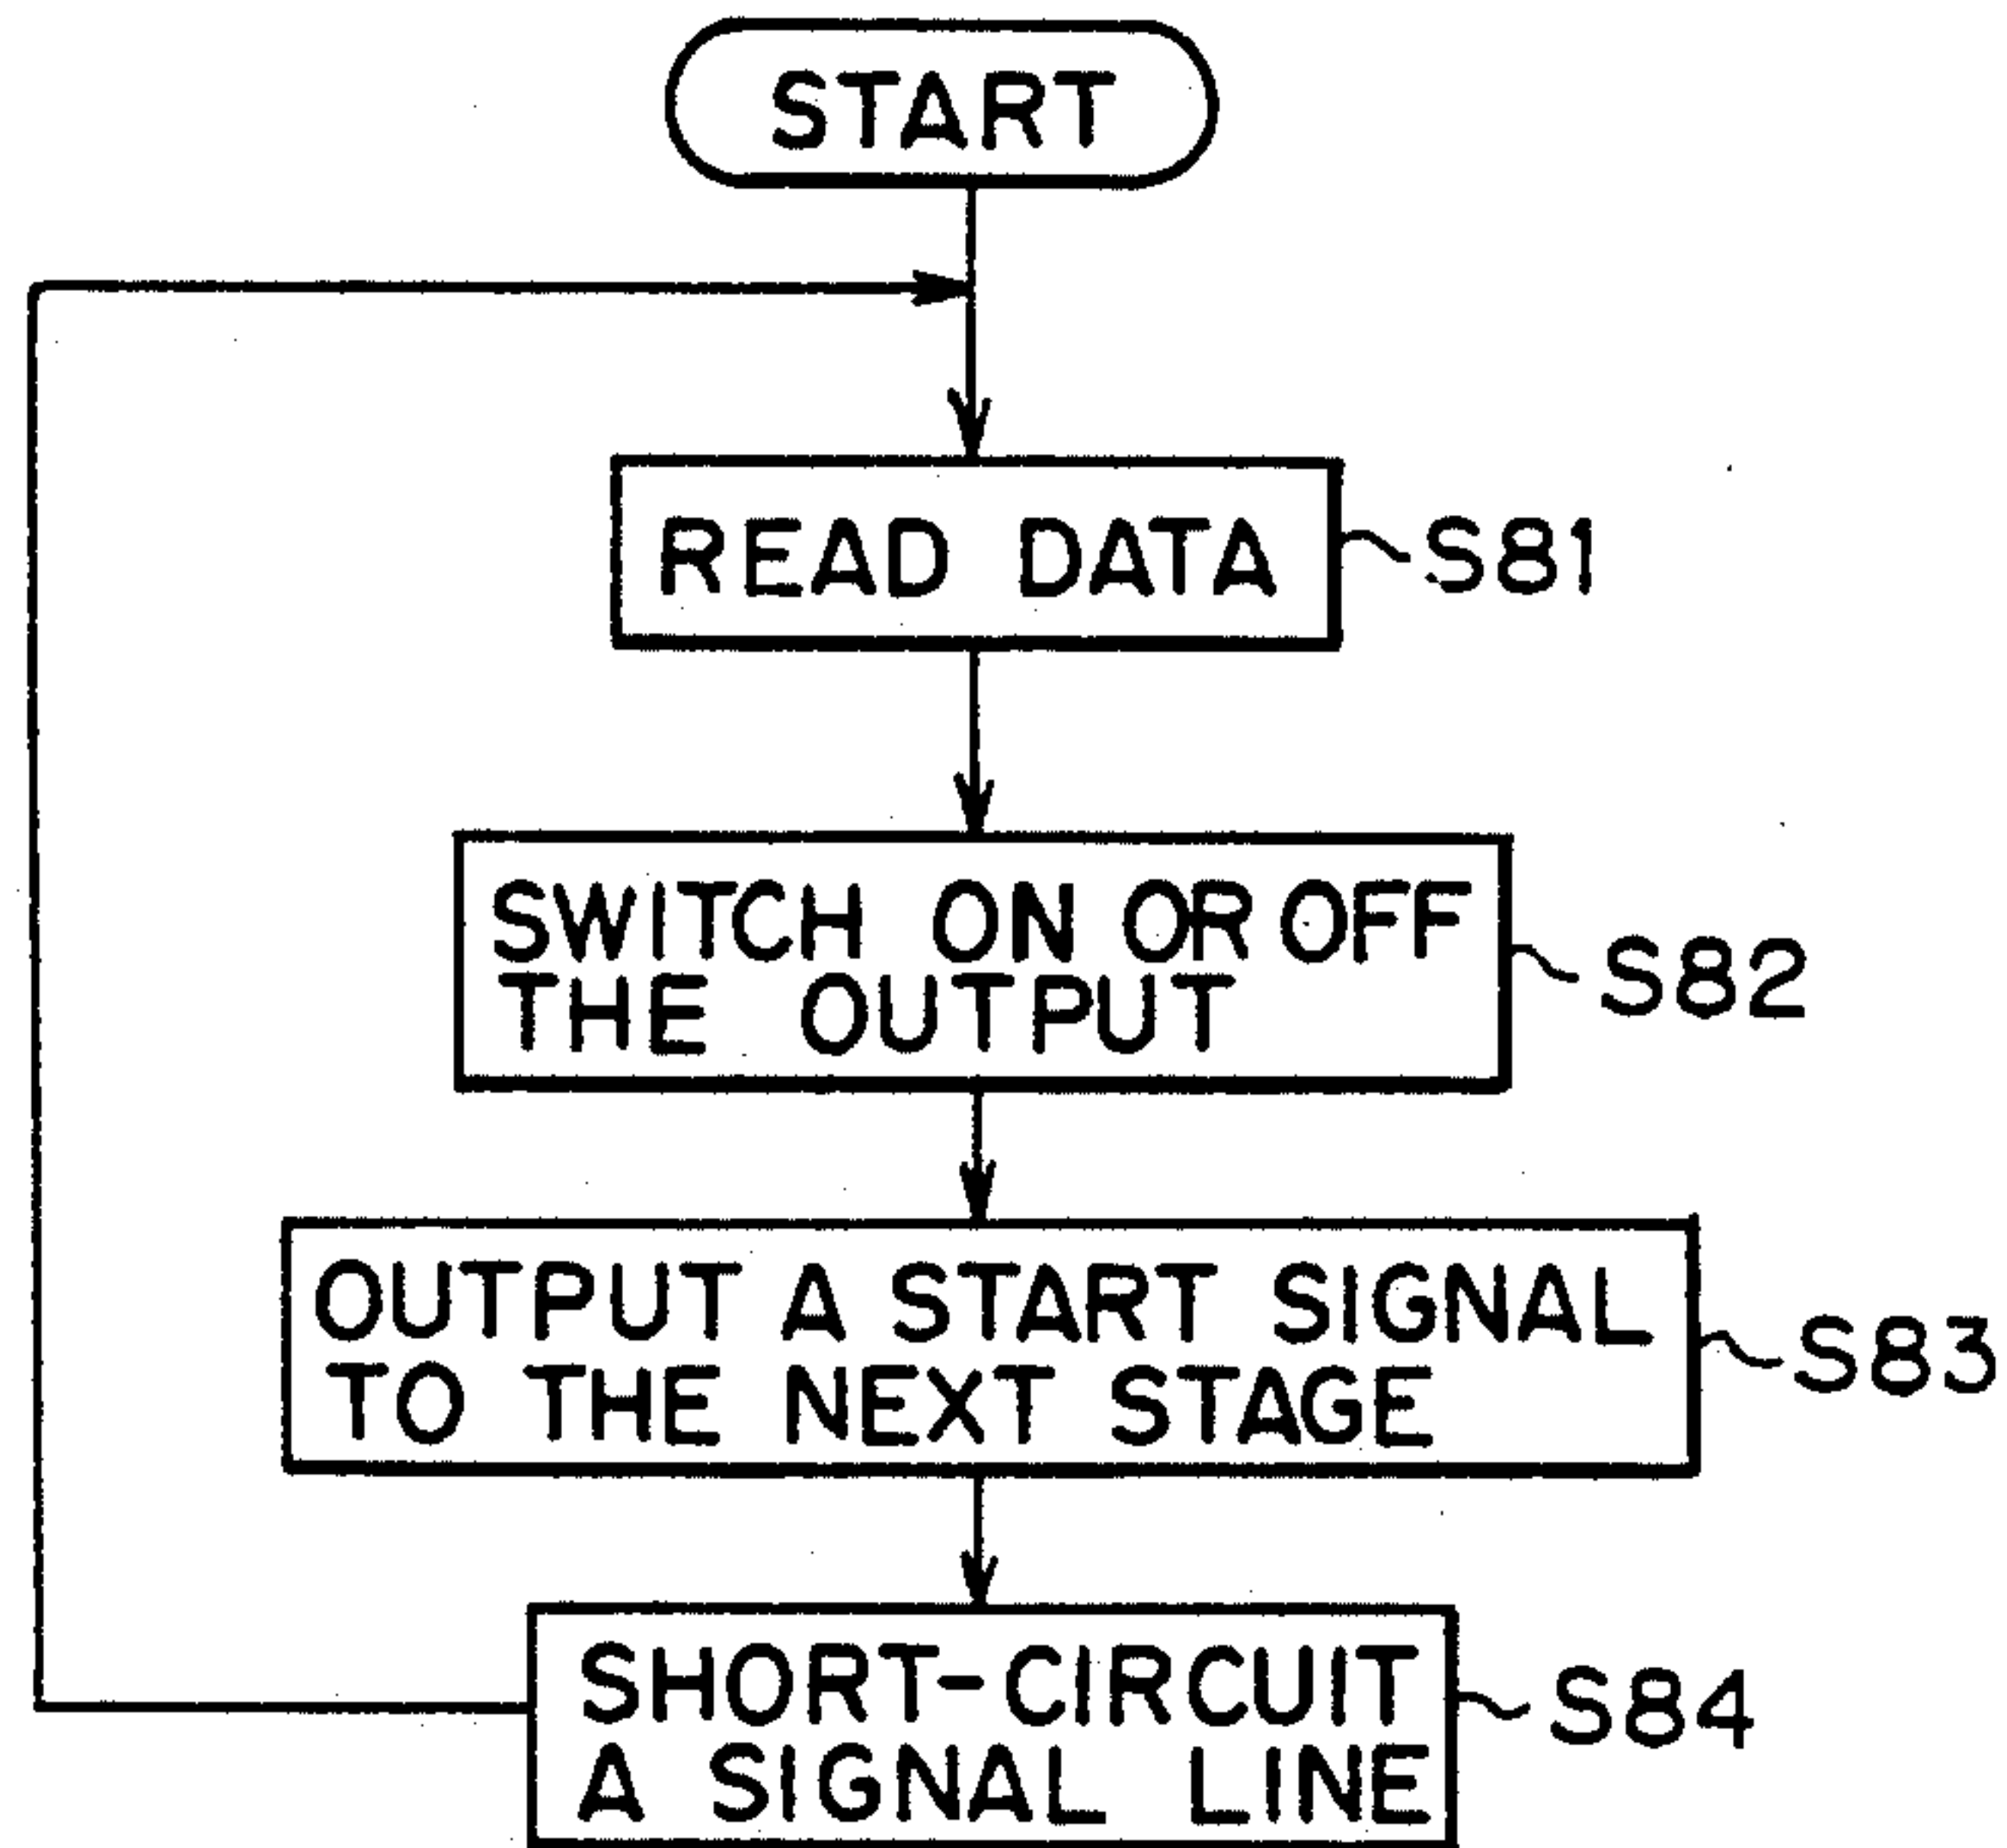 START
READ DATA
S81
SWITCH ON OR OFF
THE OUTPUT
S82
OUTPUT A START SIGNAL
TO THE NEXT STAGE
S83
SHORT-CIRCUIT
A SIGNAL LINE
S84